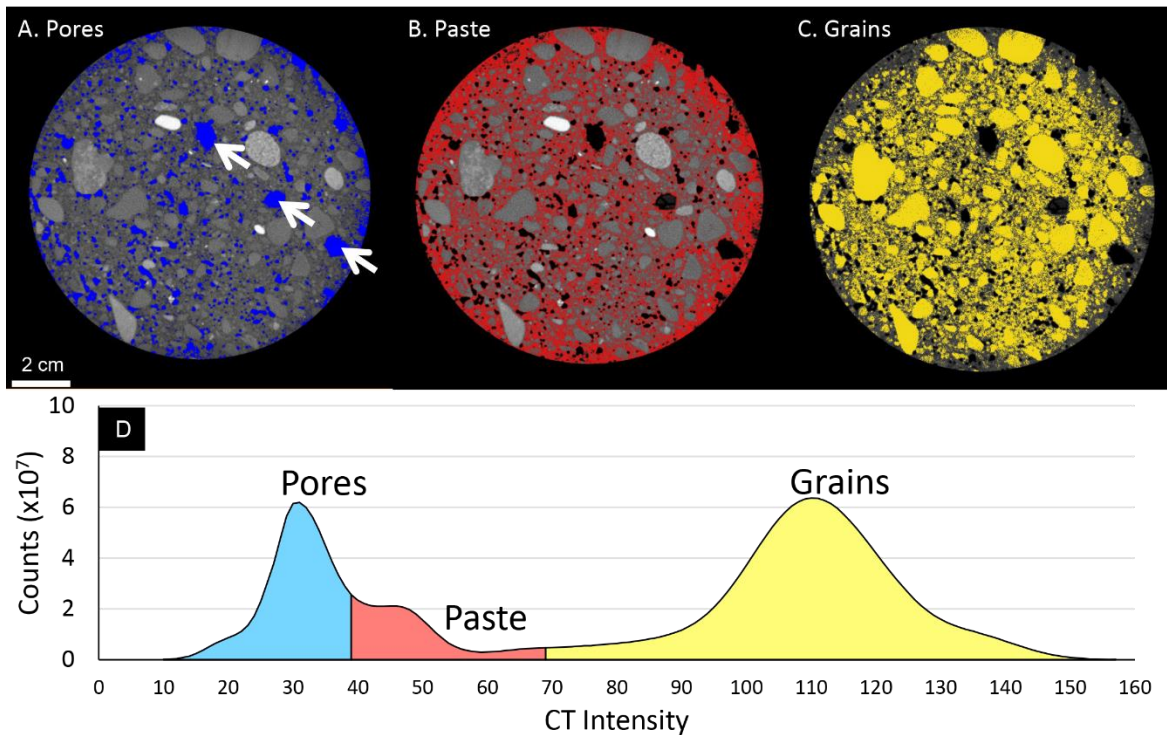 A. Pores
B. Paste
C. Grains
2 cm
D
Pores
Paste
Grains
Counts (x10⁷)
10
8
6
4
2
0
0 10 20 30 40 50 60 70 80 90 100 110 120 130 140 150 160
CT Intensity